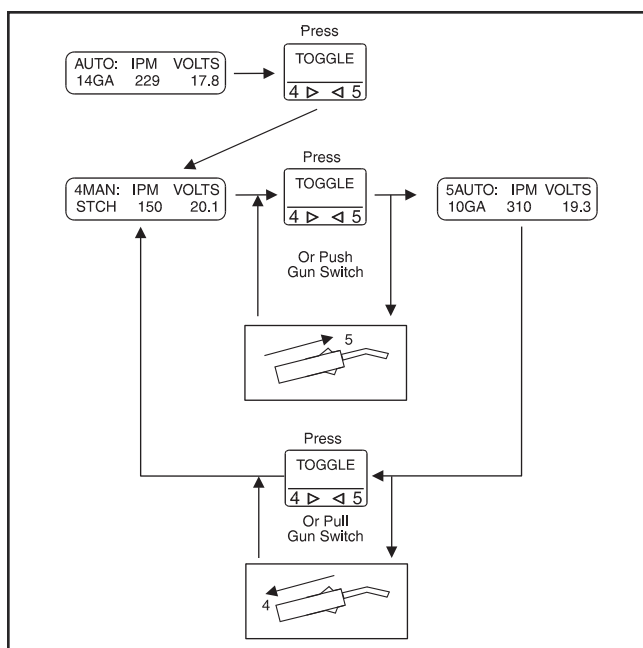 Press
AUTO: IPM VOLTS
14GA 229 17.8
TOGGLE
4 ▷ ◁ 5
Press
4MAN: IPM VOLTS
STCH 150 20.1
TOGGLE
4 ▷ ◁ 5
5AUTO: IPM VOLTS
10GA 310 19.3
Or Push
Gun Switch
5
Press
TOGGLE
4 ▷ ◁ 5
Or Pull
Gun Switch
4